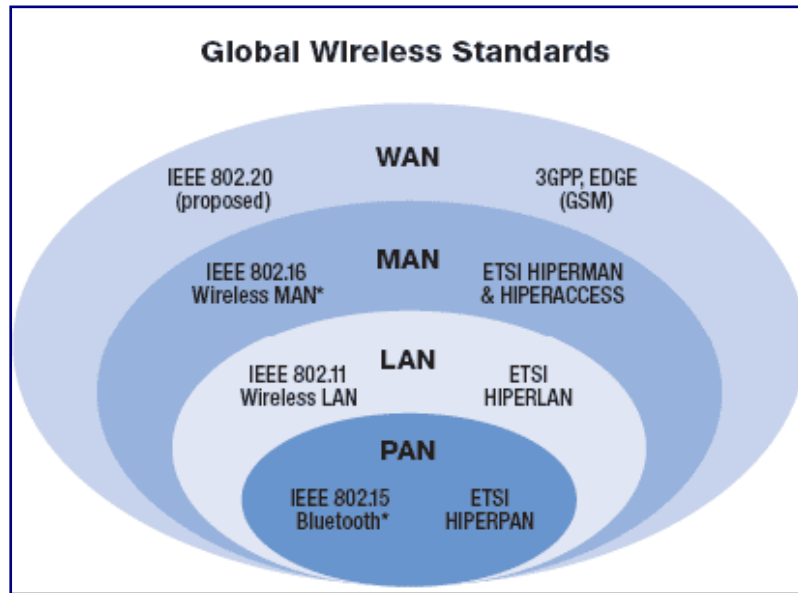 Global Wireless Standards
WAN
IEEE 802.20
(proposed)
3GPP, EDGE
(GSM)
MAN
IEEE 802.16
Wireless MAN*
ETSI HIPERMAN
& HIPERACCESS
LAN
IEEE 802.11
Wireless LAN
ETSI
HIPERLAN
PAN
IEEE 802.15
Bluetooth*
ETSI
HIPERPAN